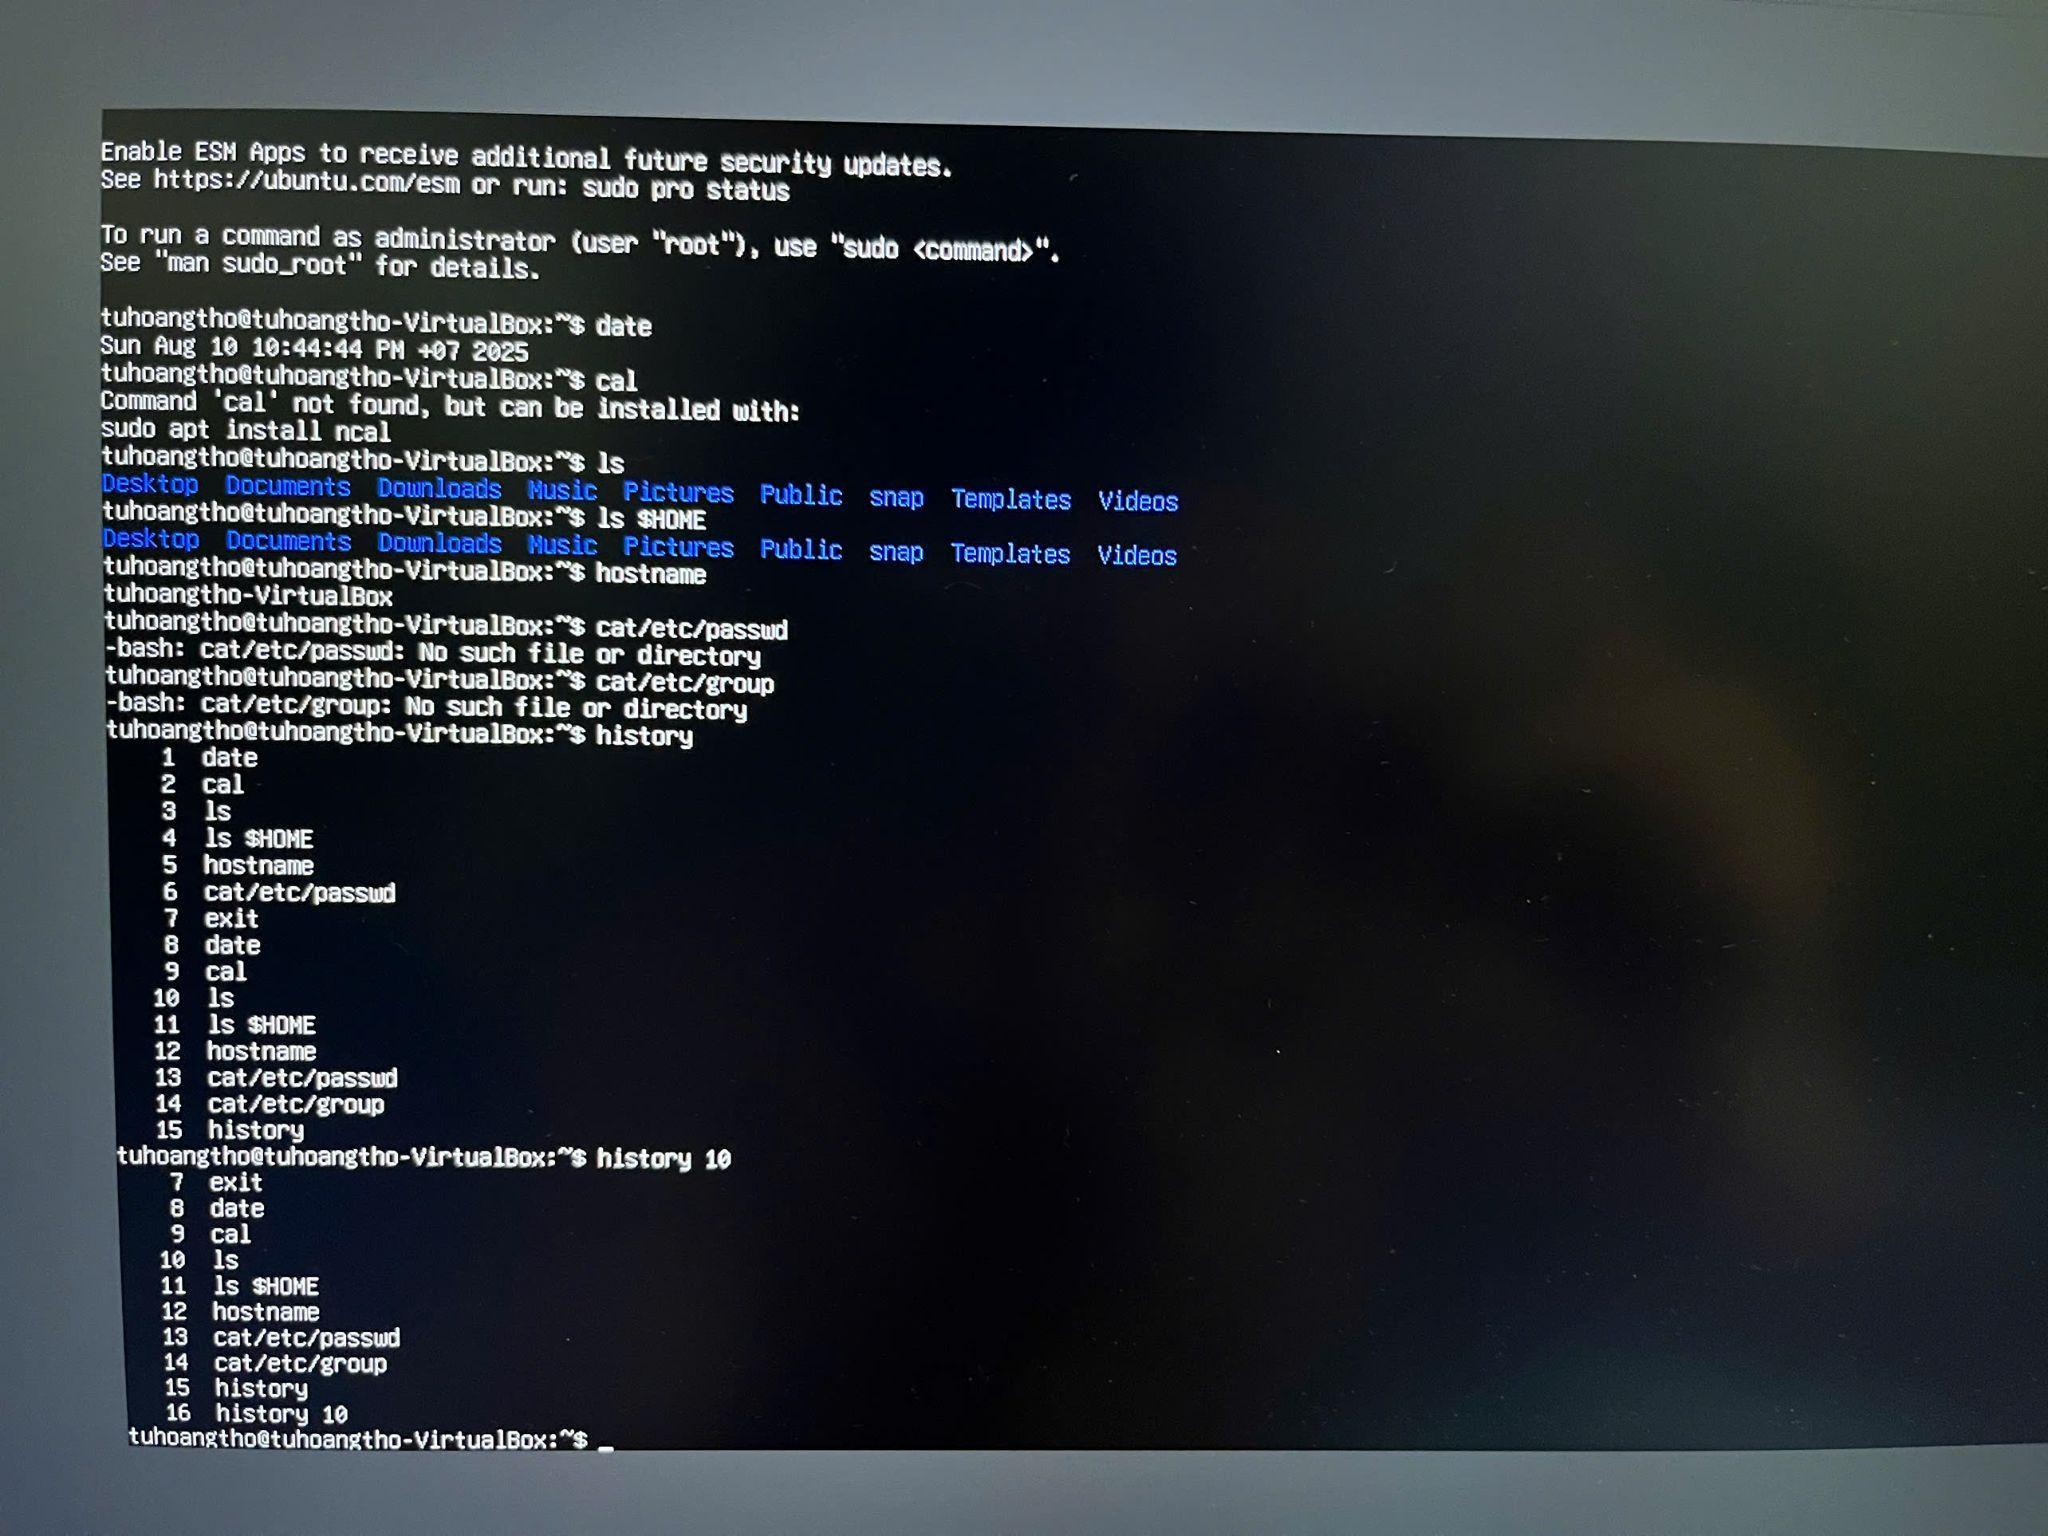 Enable ESM Apps to receive additional future security updates.
See https://ubuntu.com/esm or run: sudo pro status
To run a command as administrator (user "root"), use "sudo <command>".
See "man sudo_root" for details.
tuhoangtho@tuhoangtho-VirtualBox:~$ date
Sun Aug 10 10:44:44 PM +07 2025
tuhoangtho@tuhoangtho-VirtualBox:~$ cal
Command 'cal' not found, but can be installed with:
sudo apt install ncal
tuhoangtho@tuhoangtho-VirtualBox:~$ ls
Desktop  Documents  Downloads  Music  Pictures  Public  snap  Templates  Videos
tuhoangtho@tuhoangtho-VirtualBox:~$ ls $HOME
Desktop  Documents  Downloads  Music  Pictures  Public  snap  Templates  Videos
tuhoangtho@tuhoangtho-VirtualBox:~$ hostname
tuhoangtho-VirtualBox
tuhoangtho@tuhoangtho-VirtualBox:~$ cat/etc/passwd
-bash: cat/etc/passwd: No such file or directory
tuhoangtho@tuhoangtho-VirtualBox:~$ cat/etc/group
-bash: cat/etc/group: No such file or directory
tuhoangtho@tuhoangtho-VirtualBox:~$ history
1  date
2  cal
3  ls
4  ls $HOME
5  hostname
6  cat/etc/passwd
7  exit
8  date
9  cal
10  ls
11  ls $HOME
12  hostname
13  cat/etc/passwd
14  cat/etc/group
15  history
tuhoangtho@tuhoangtho-VirtualBox:~$ history 10
7  exit
8  date
9  cal
10  ls
11  ls $HOME
12  hostname
13  cat/etc/passwd
14  cat/etc/group
15  history
16  history 10
tuhoangtho@tuhoangtho-VirtualBox:~$ _